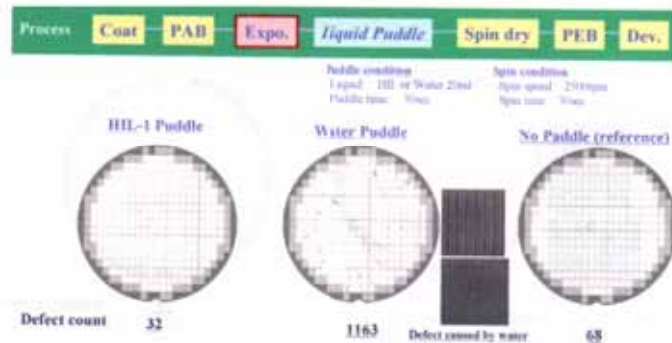 Process Coat PAB Expo. liquid Puddle Spin dry PEB Dev.
Puddle condition
Spin condition
HIL-1 Puddle
Water Puddle
No Puddle (reference)
Defect count
32
1163
Defect caused by water
68